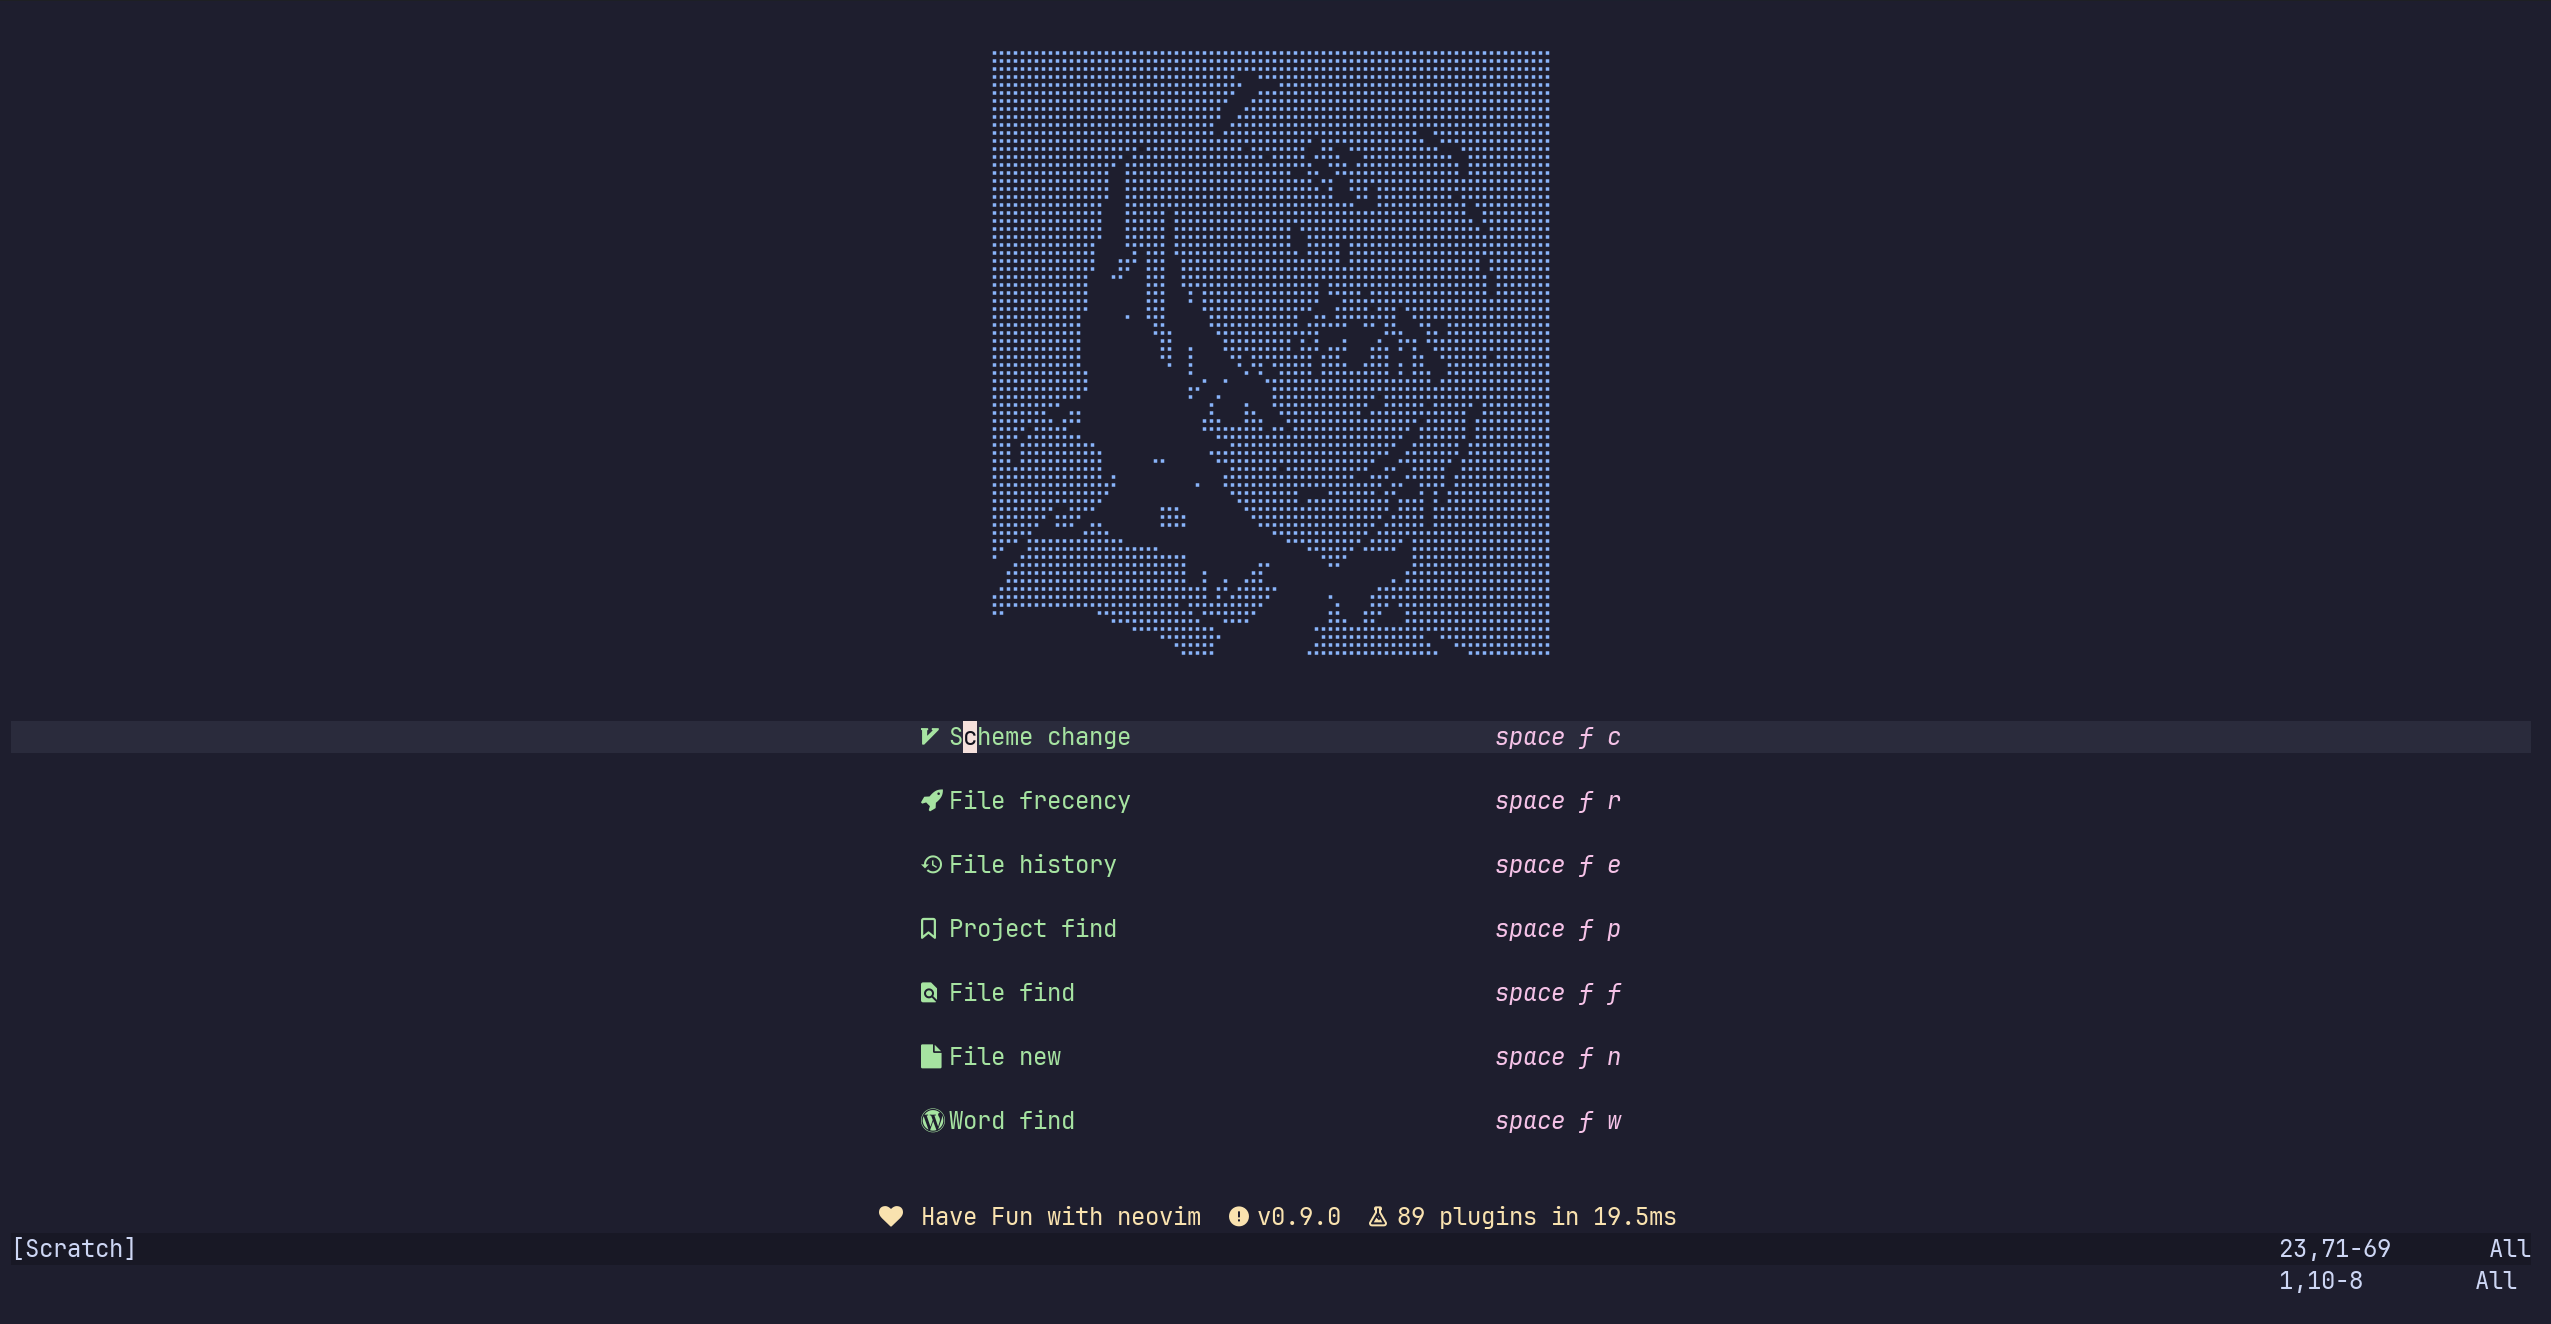 Scheme change space f c
File frecency space f r
File history space f e
Project find space f p
File find space f f
File new space f n
Word find space f w
Have Fun with neovim v0.9.0 89 plugins in 19.5ms
[Scratch] 23,71-69 All
1,10-8 All